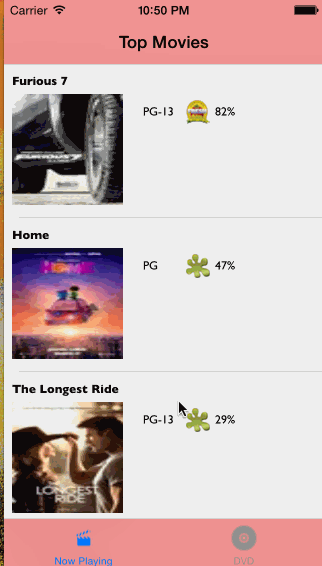 Carrier 10:50 PM
Top Movies
Furious 7
PG-13 82%
FURIOUS 7
Home
PG 47%
HOME
The Longest Ride
PG-13 29%
LONGEST
RIDE
Now Playing DVD